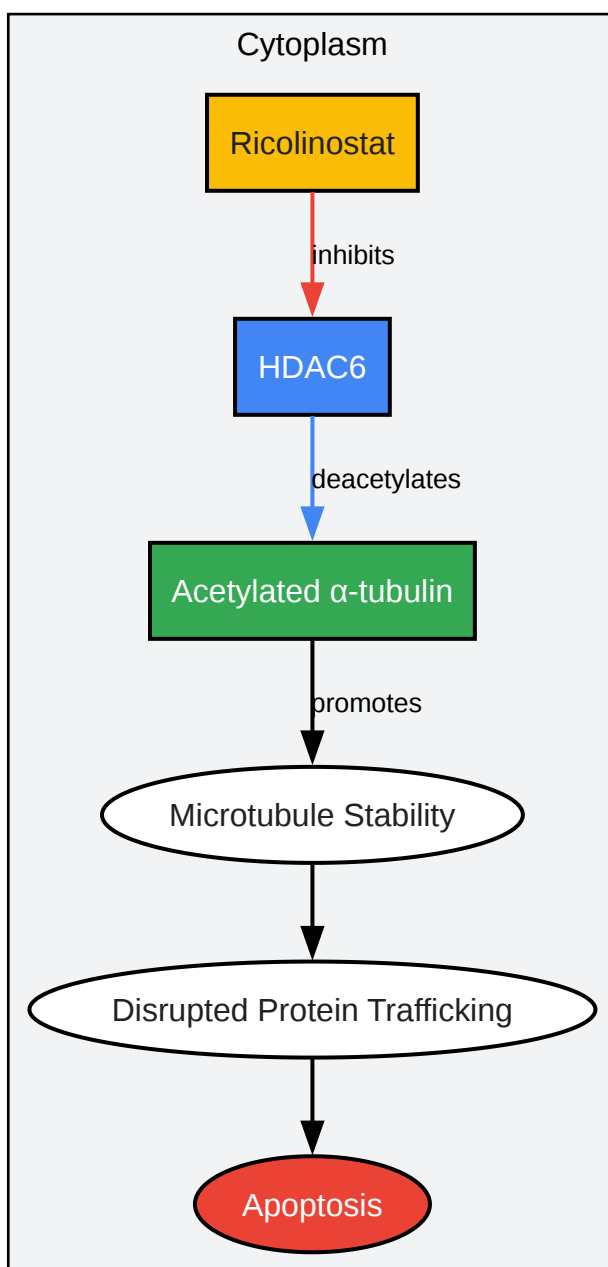 Cytoplasm
Ricolinostat
inhibits
HDAC6
deacetylates
Acetylated α-tubulin
promotes
Microtubule Stability
Disrupted Protein Trafficking
Apoptosis